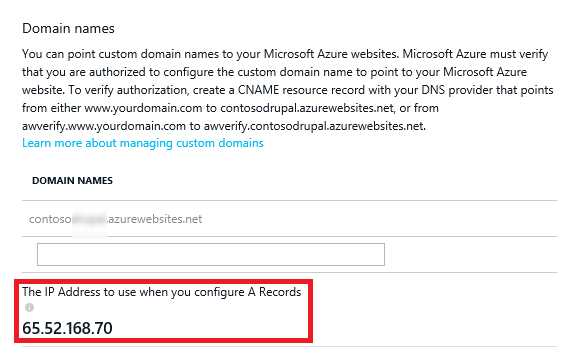 Domain names
You can point custom domain names to your Microsoft Azure websites. Microsoft Azure must verify
that you are authorized to configure the custom domain name to point to your Microsoft Azure
website. To verify authorization, create a CNAME resource record with your DNS provider that points
from either www.yourdomain.com to contosodrupal.azurewebsites.net, or from
awverify.www.yourdomain.com to awverify.contosodrupal.azurewebsites.net.
Learn more about managing custom domains
DOMAIN NAMES
contoso .azurewebsites.net
The IP Address to use when you configure A Records
65.52.168.70